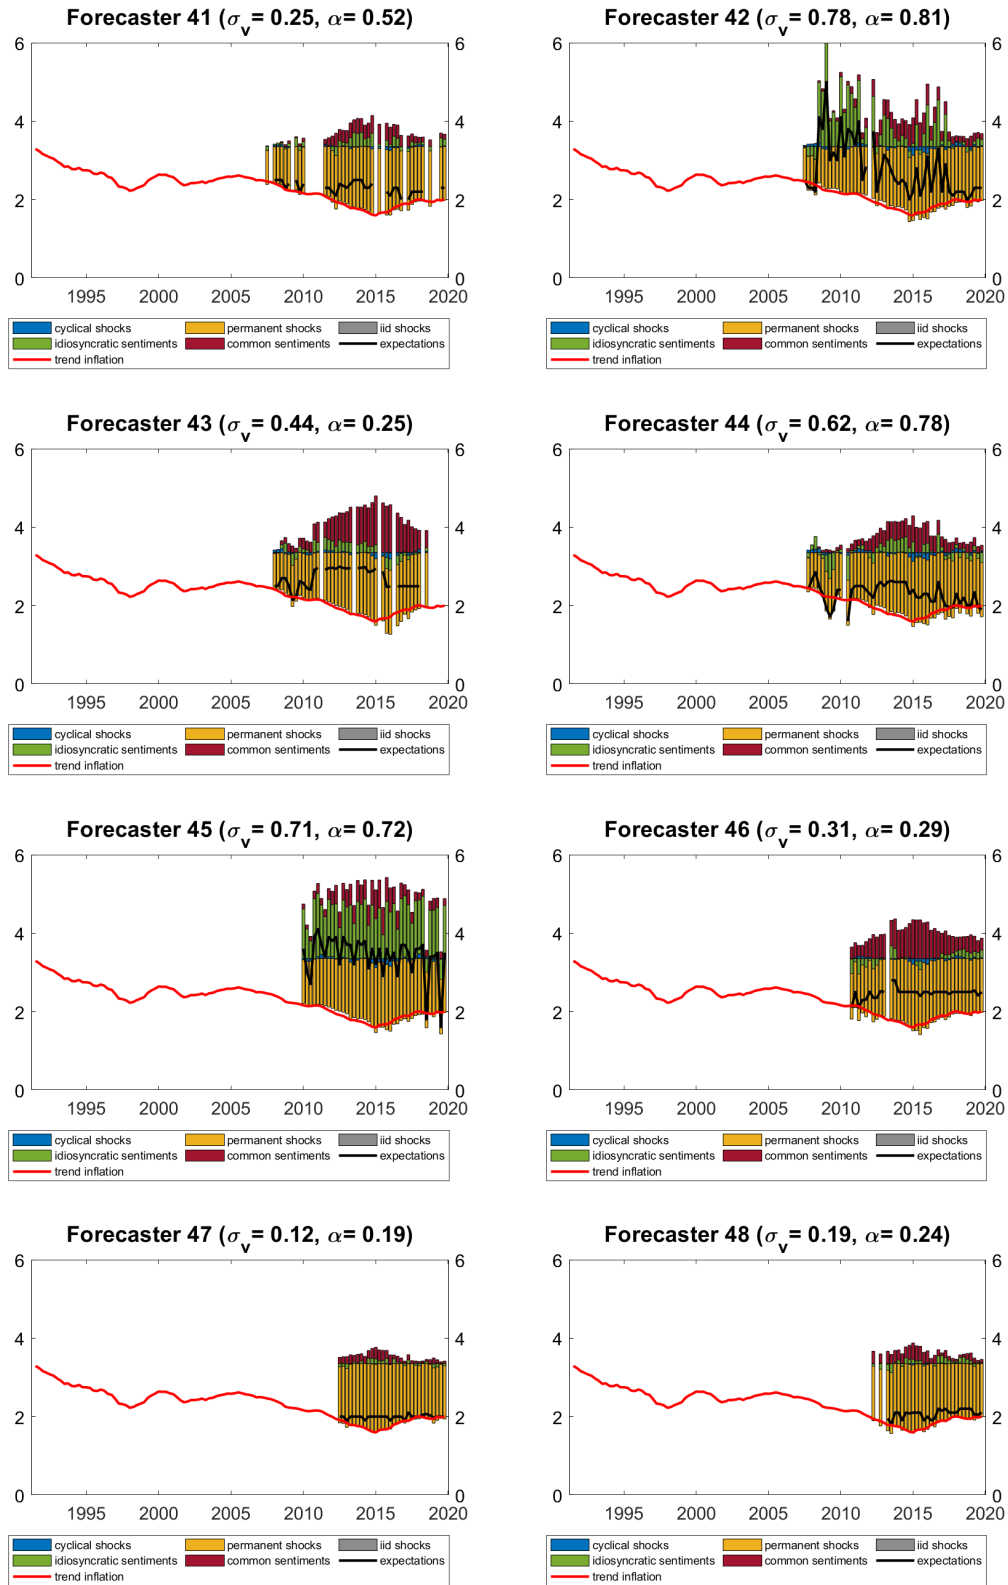 Forecaster 41 (σv= 0.25, α= 0.52)
6 6
4 4
2 2
0 0
1995 2000 2005 2010 2015 2020
cyclical shocks permanent shocks iid shocks
idiosyncratic sentiments common sentiments expectations
trend inflation
Forecaster 42 (σv= 0.78, α= 0.81)
6 6
4 4
2 2
0 0
1995 2000 2005 2010 2015 2020
cyclical shocks permanent shocks iid shocks
idiosyncratic sentiments common sentiments expectations
trend inflation
Forecaster 43 (σv= 0.44, α= 0.25)
6 6
4 4
2 2
0 0
1995 2000 2005 2010 2015 2020
cyclical shocks permanent shocks iid shocks
idiosyncratic sentiments common sentiments expectations
trend inflation
Forecaster 44 (σv= 0.62, α= 0.78)
6 6
4 4
2 2
0 0
1995 2000 2005 2010 2015 2020
cyclical shocks permanent shocks iid shocks
idiosyncratic sentiments common sentiments expectations
trend inflation
Forecaster 45 (σv= 0.71, α= 0.72)
6 6
4 4
2 2
0 0
1995 2000 2005 2010 2015 2020
cyclical shocks permanent shocks iid shocks
idiosyncratic sentiments common sentiments expectations
trend inflation
Forecaster 46 (σv= 0.31, α= 0.29)
6 6
4 4
2 2
0 0
1995 2000 2005 2010 2015 2020
cyclical shocks permanent shocks iid shocks
idiosyncratic sentiments common sentiments expectations
trend inflation
Forecaster 47 (σv= 0.12, α= 0.19)
6 6
4 4
2 2
0 0
1995 2000 2005 2010 2015 2020
cyclical shocks permanent shocks iid shocks
idiosyncratic sentiments common sentiments expectations
trend inflation
Forecaster 48 (σv= 0.19, α= 0.24)
6 6
4 4
2 2
0 0
1995 2000 2005 2010 2015 2020
cyclical shocks permanent shocks iid shocks
idiosyncratic sentiments common sentiments expectations
trend inflation